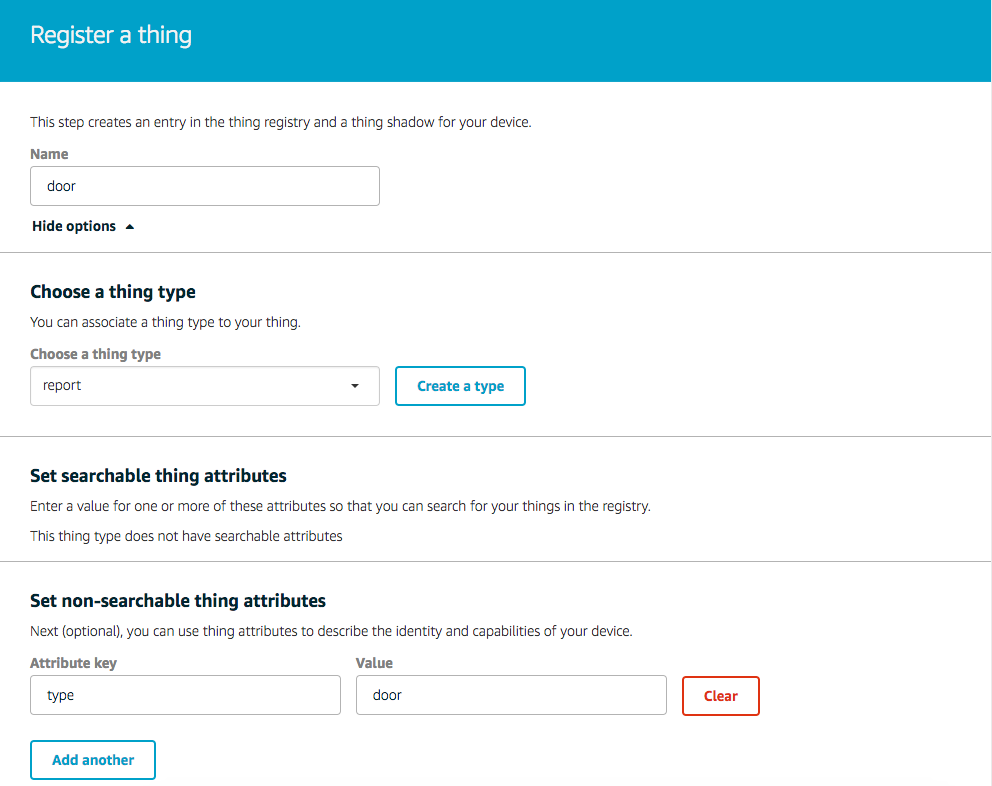 Register a thing
This step creates an entry in the thing registry and a thing shadow for your device.
Name
door
Hide options
Choose a thing type
You can associate a thing type to your thing.
Choose a thing type
report
Create a type
Set searchable thing attributes
Enter a value for one or more of these attributes so that you can search for your things in the registry.
This thing type does not have searchable attributes
Set non-searchable thing attributes
Next (optional), you can use thing attributes to describe the identity and capabilities of your device.
Attribute key Value
type door Clear
Add another